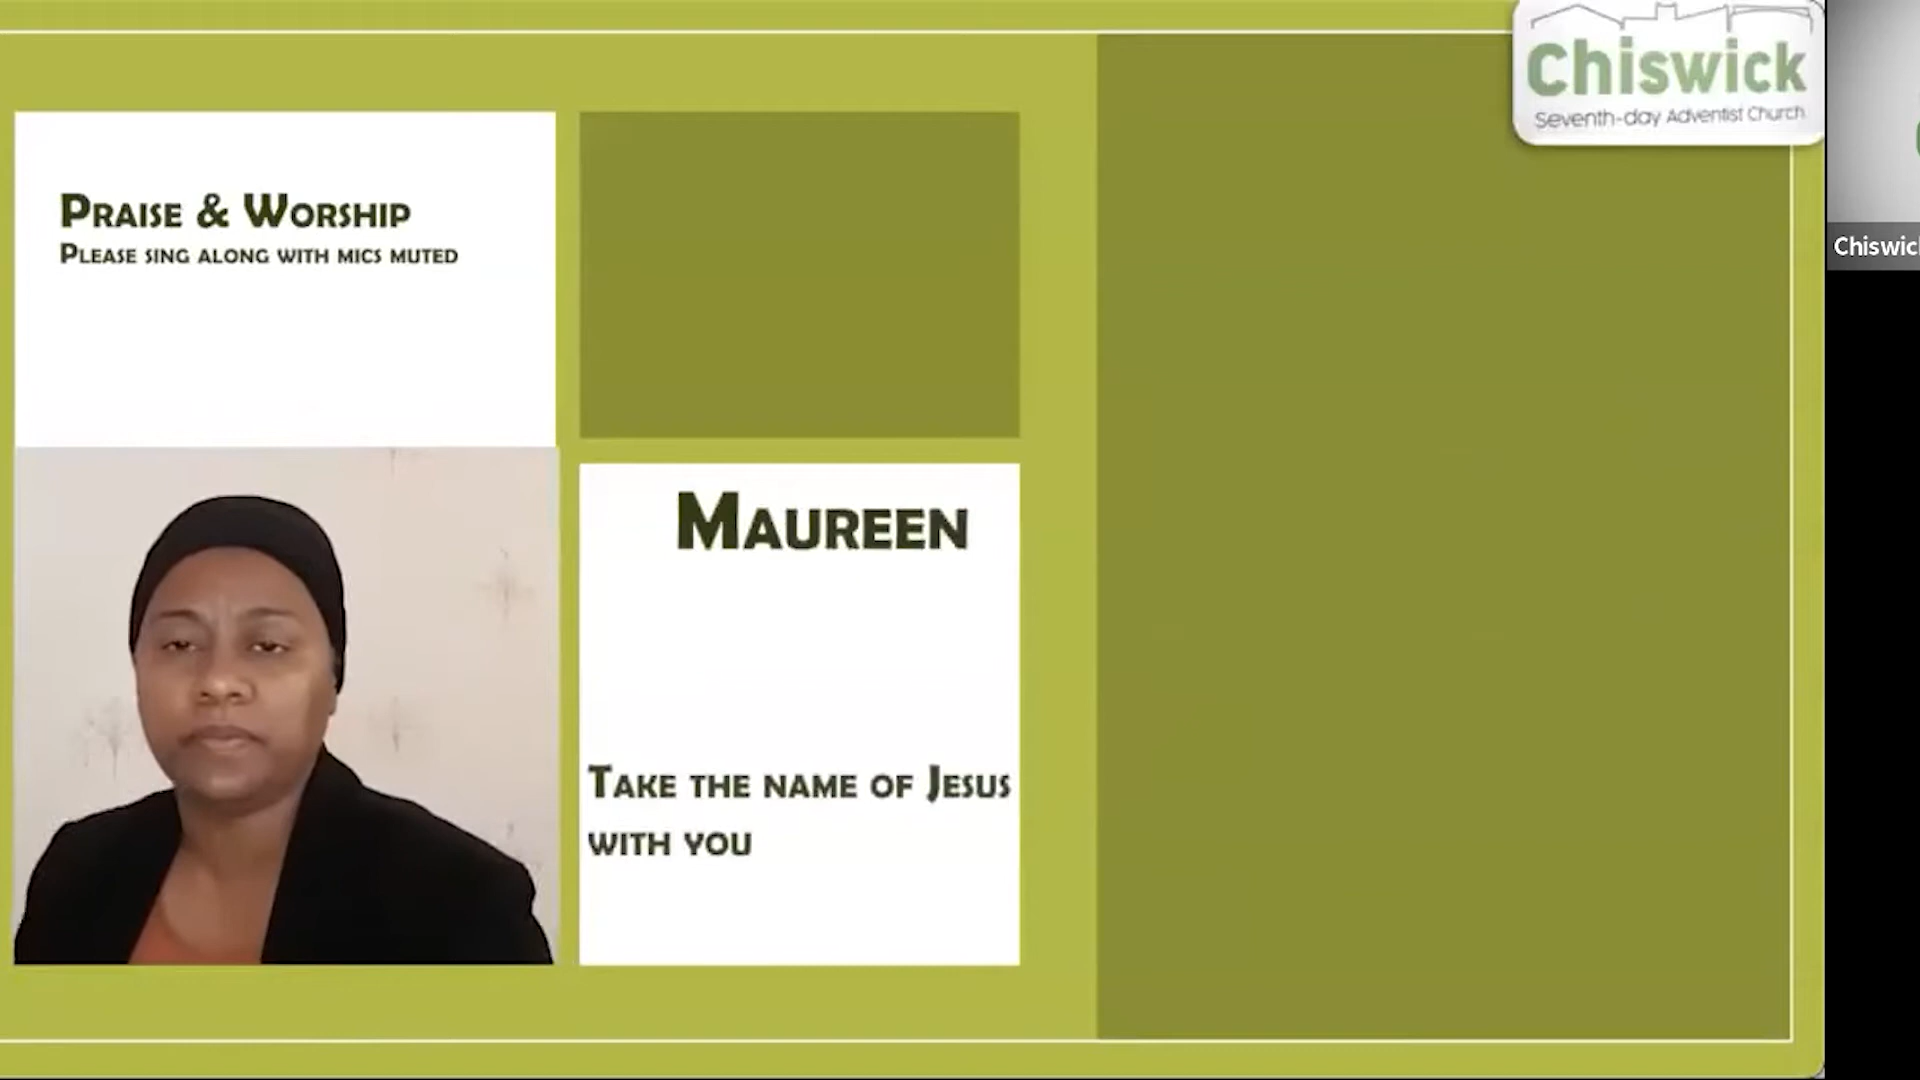 Chiswick
Seventh-day Adventist Church
Praise & Worship
Please sing along with mics muted
Maureen
Take the name of Jesus
with you